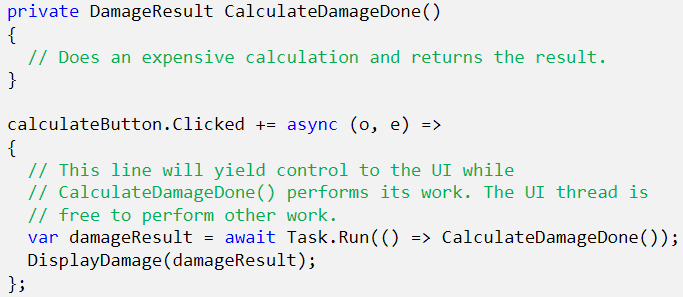 private DamageResult CalculateDamageDone()
{
  // Does an expensive calculation and returns the result.
}

calculateButton.Clicked += async (o, e) =>
{
  // This line will yield control to the UI while
  // CalculateDamageDone() performs its work. The UI thread is
  // free to perform other work.
  var damageResult = await Task.Run(() => CalculateDamageDone());
  DisplayDamage(damageResult);
};